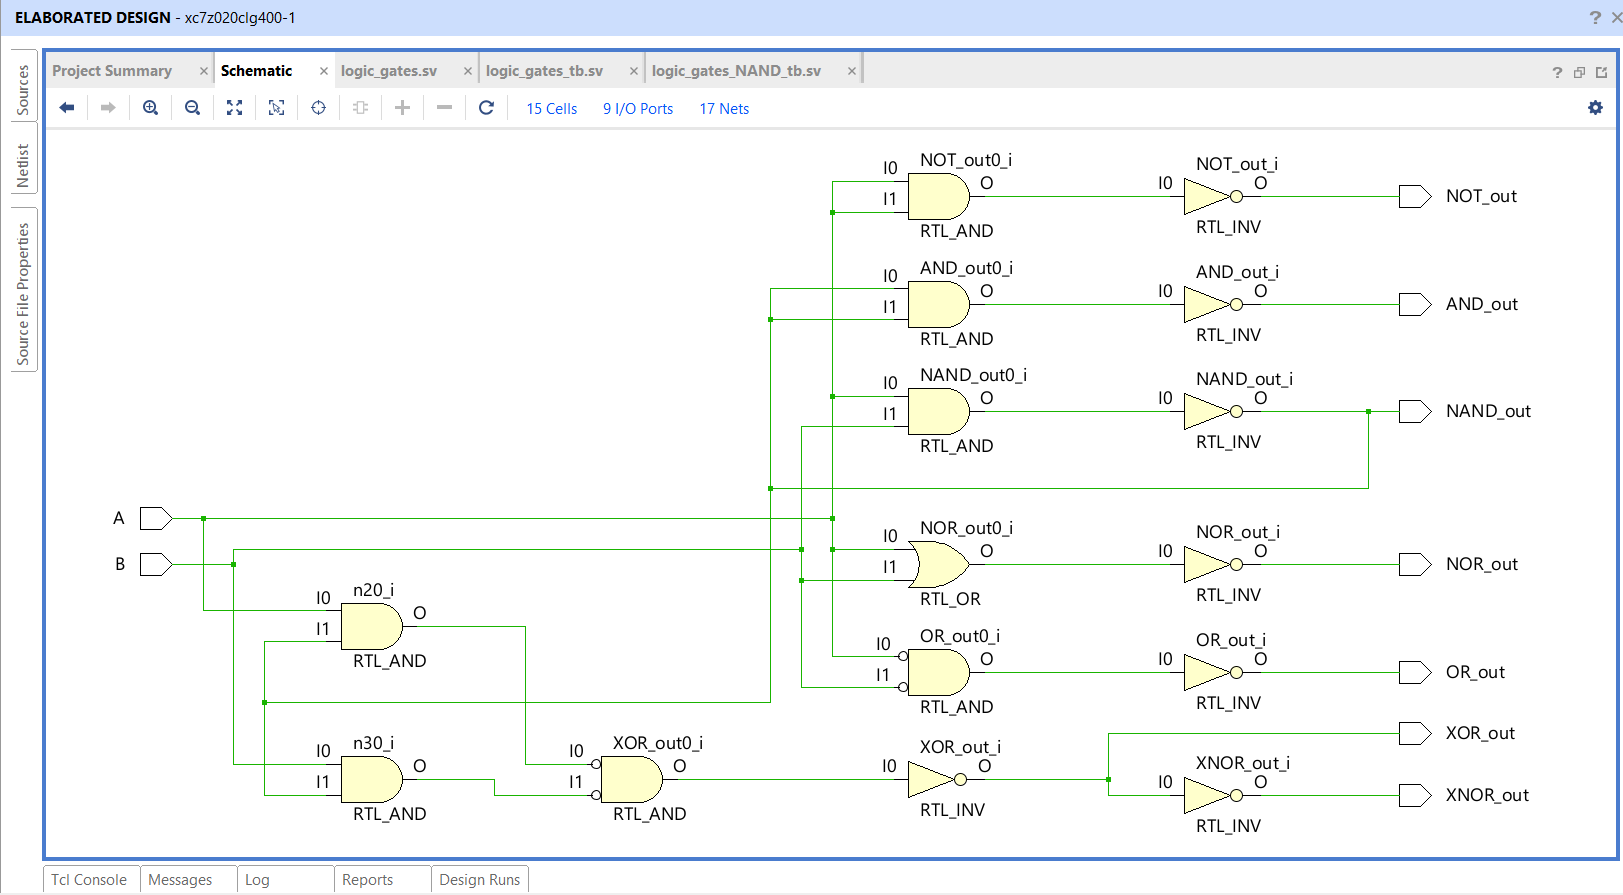 ELABORATED DESIGN - xc7z020clg400-1
Sources
Netlist
Source File Properties
Project Summary
Schematic
logic_gates.sv
logic_gates_tb.sv
logic_gates_NAND_tb.sv
15 Cells
9 I/O Ports
17 Nets
NOT_out0_i
I0
I1
O
RTL_AND
NOT_out_i
I0
O
RTL_INV
NOT_out
AND_out0_i
I0
I1
O
RTL_AND
AND_out_i
I0
O
RTL_INV
AND_out
NAND_out0_i
I0
I1
O
RTL_AND
NAND_out_i
I0
O
RTL_INV
NAND_out
A
B
NOR_out0_i
I0
I1
O
RTL_OR
NOR_out_i
I0
O
RTL_INV
NOR_out
n20_i
I0
I1
O
RTL_AND
OR_out0_i
I0
I1
O
RTL_AND
OR_out_i
I0
O
RTL_INV
OR_out
n30_i
I0
I1
O
RTL_AND
XOR_out0_i
I0
I1
O
RTL_AND
XOR_out_i
I0
O
RTL_INV
XOR_out
XNOR_out_i
I0
O
RTL_INV
XNOR_out
Tcl Console
Messages
Log
Reports
Design Runs